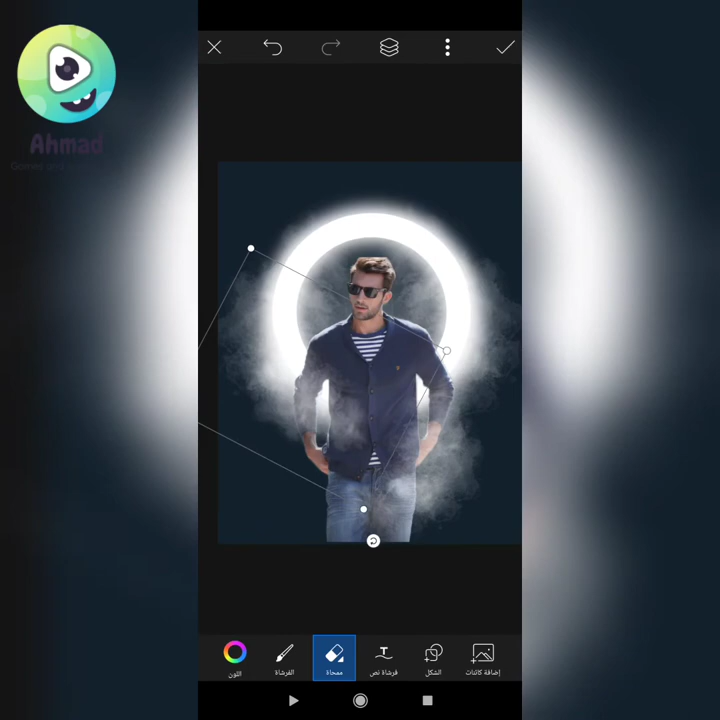 Ahmad
إضافة كائنات
الشكل
فرشاة نص
ممحاة
الفرشاة
اللون